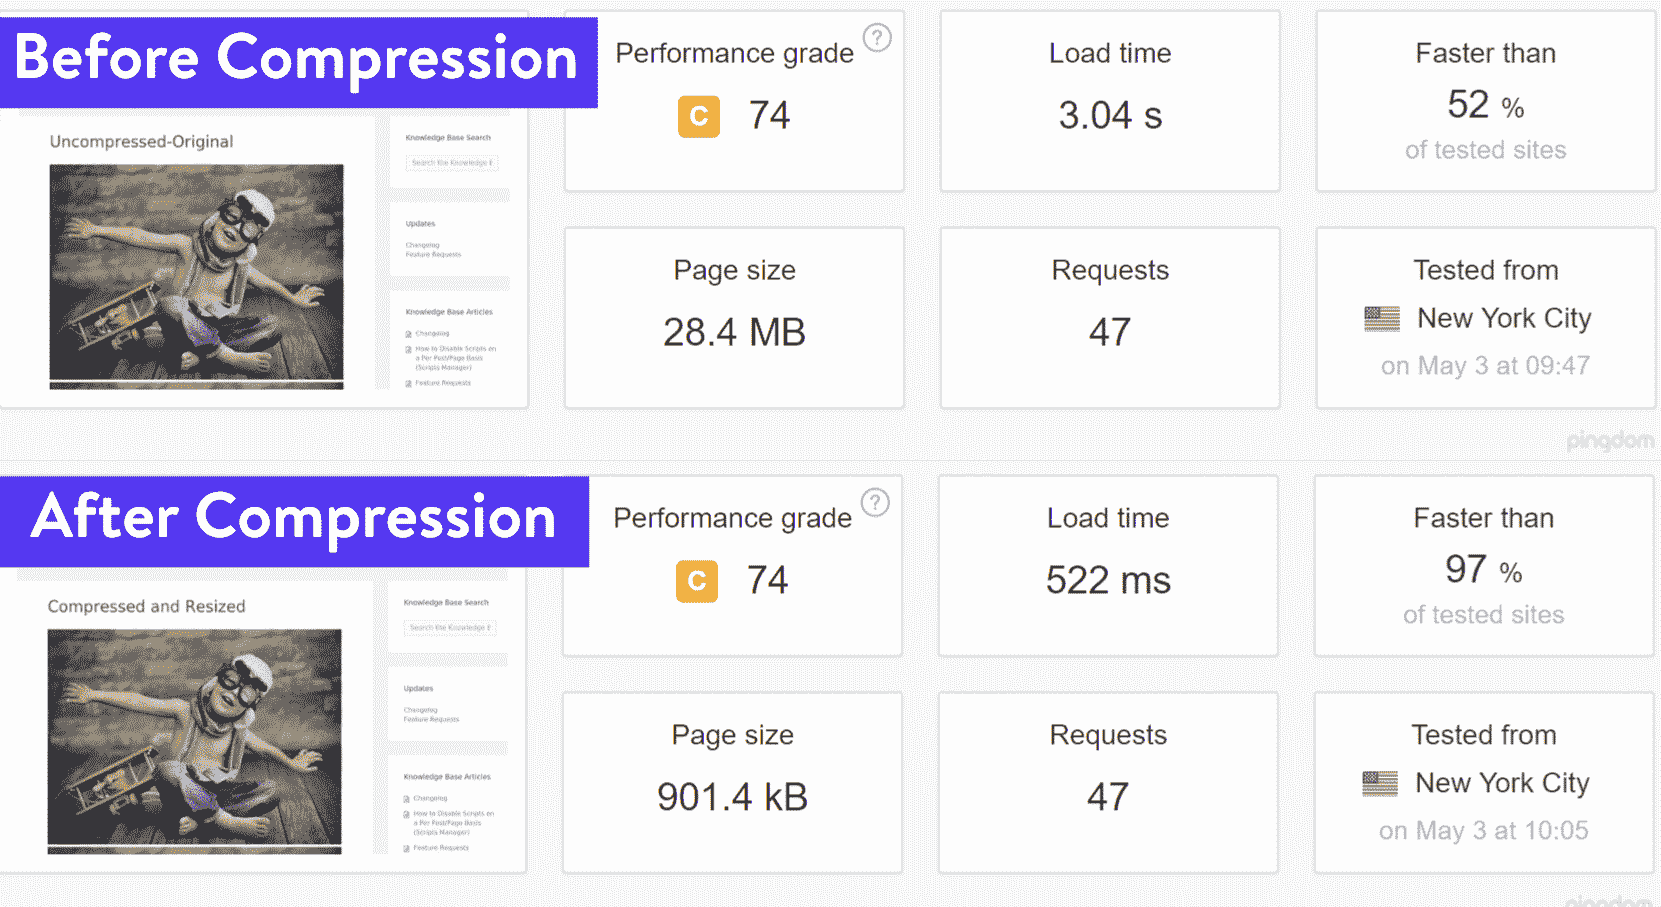 Before Compression
Performance grade ?
C 74
Load time
3.04 s
Faster than
52 %
of tested sites
Uncompressed-Original
Knowledge Base Search
Search the Knowledge
Updates
Changelog
Feature Requests
Knowledge Base Articles
Changelog
How to Disable Scripts on
a Per Post/Page Basis
(Scripts Manager)
Feature Requests
Page size
28.4 MB
Requests
47
Tested from
New York City
on May 3 at 09:47
pingdom
After Compression
Performance grade ?
C 74
Load time
522 ms
Faster than
97 %
of tested sites
Compressed and Resized
Knowledge Base Search
Search the Knowledge
Updates
Changelog
Feature Requests
Knowledge Base Articles
Changelog
How to Disable Scripts on
a Per Post/Page Basis
(Scripts Manager)
Feature Requests
Page size
901.4 kB
Requests
47
Tested from
New York City
on May 3 at 10:05
pingdom